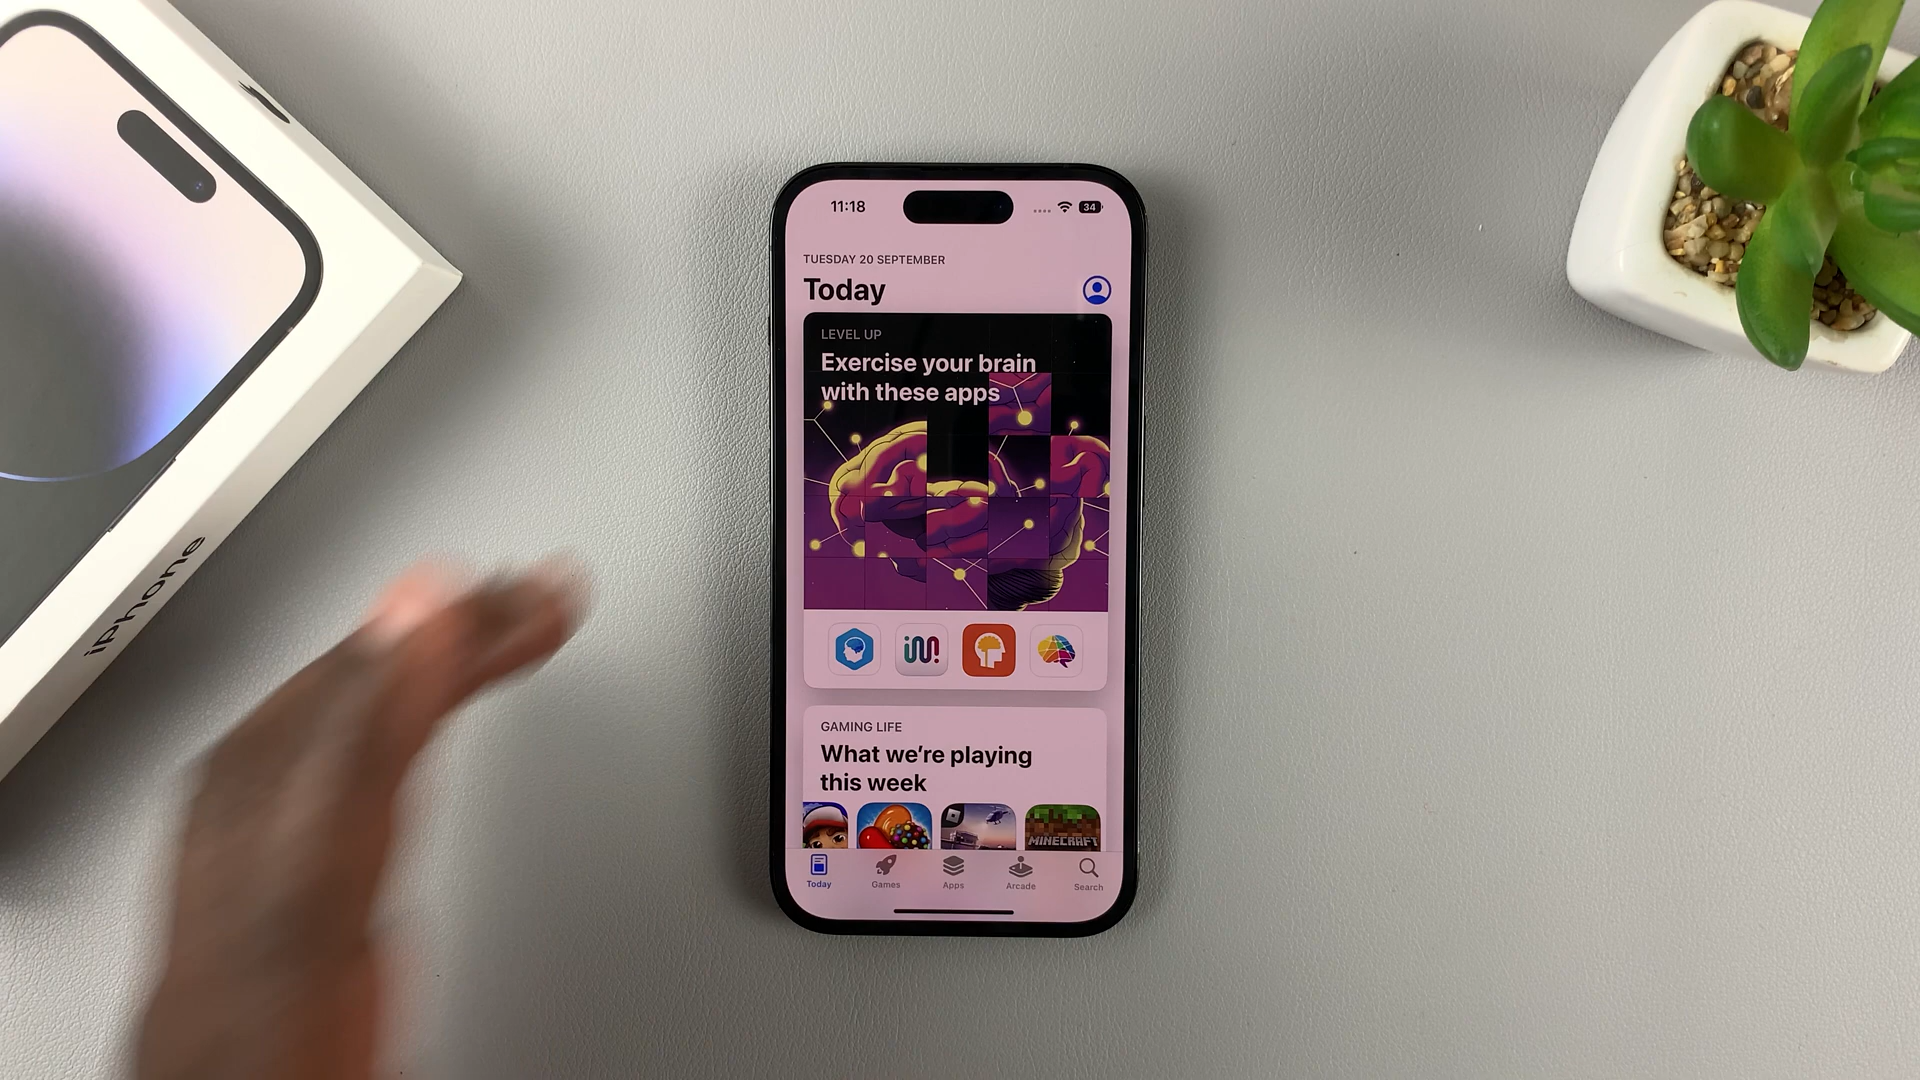 iPhone
11:18
34
TUESDAY 20 SEPTEMBER
Today
LEVEL UP
Exercise your brain
with these apps
GAMING LIFE
What we're playing
this week
MINECRAFT
Today
Games
Apps
Arcade
Search